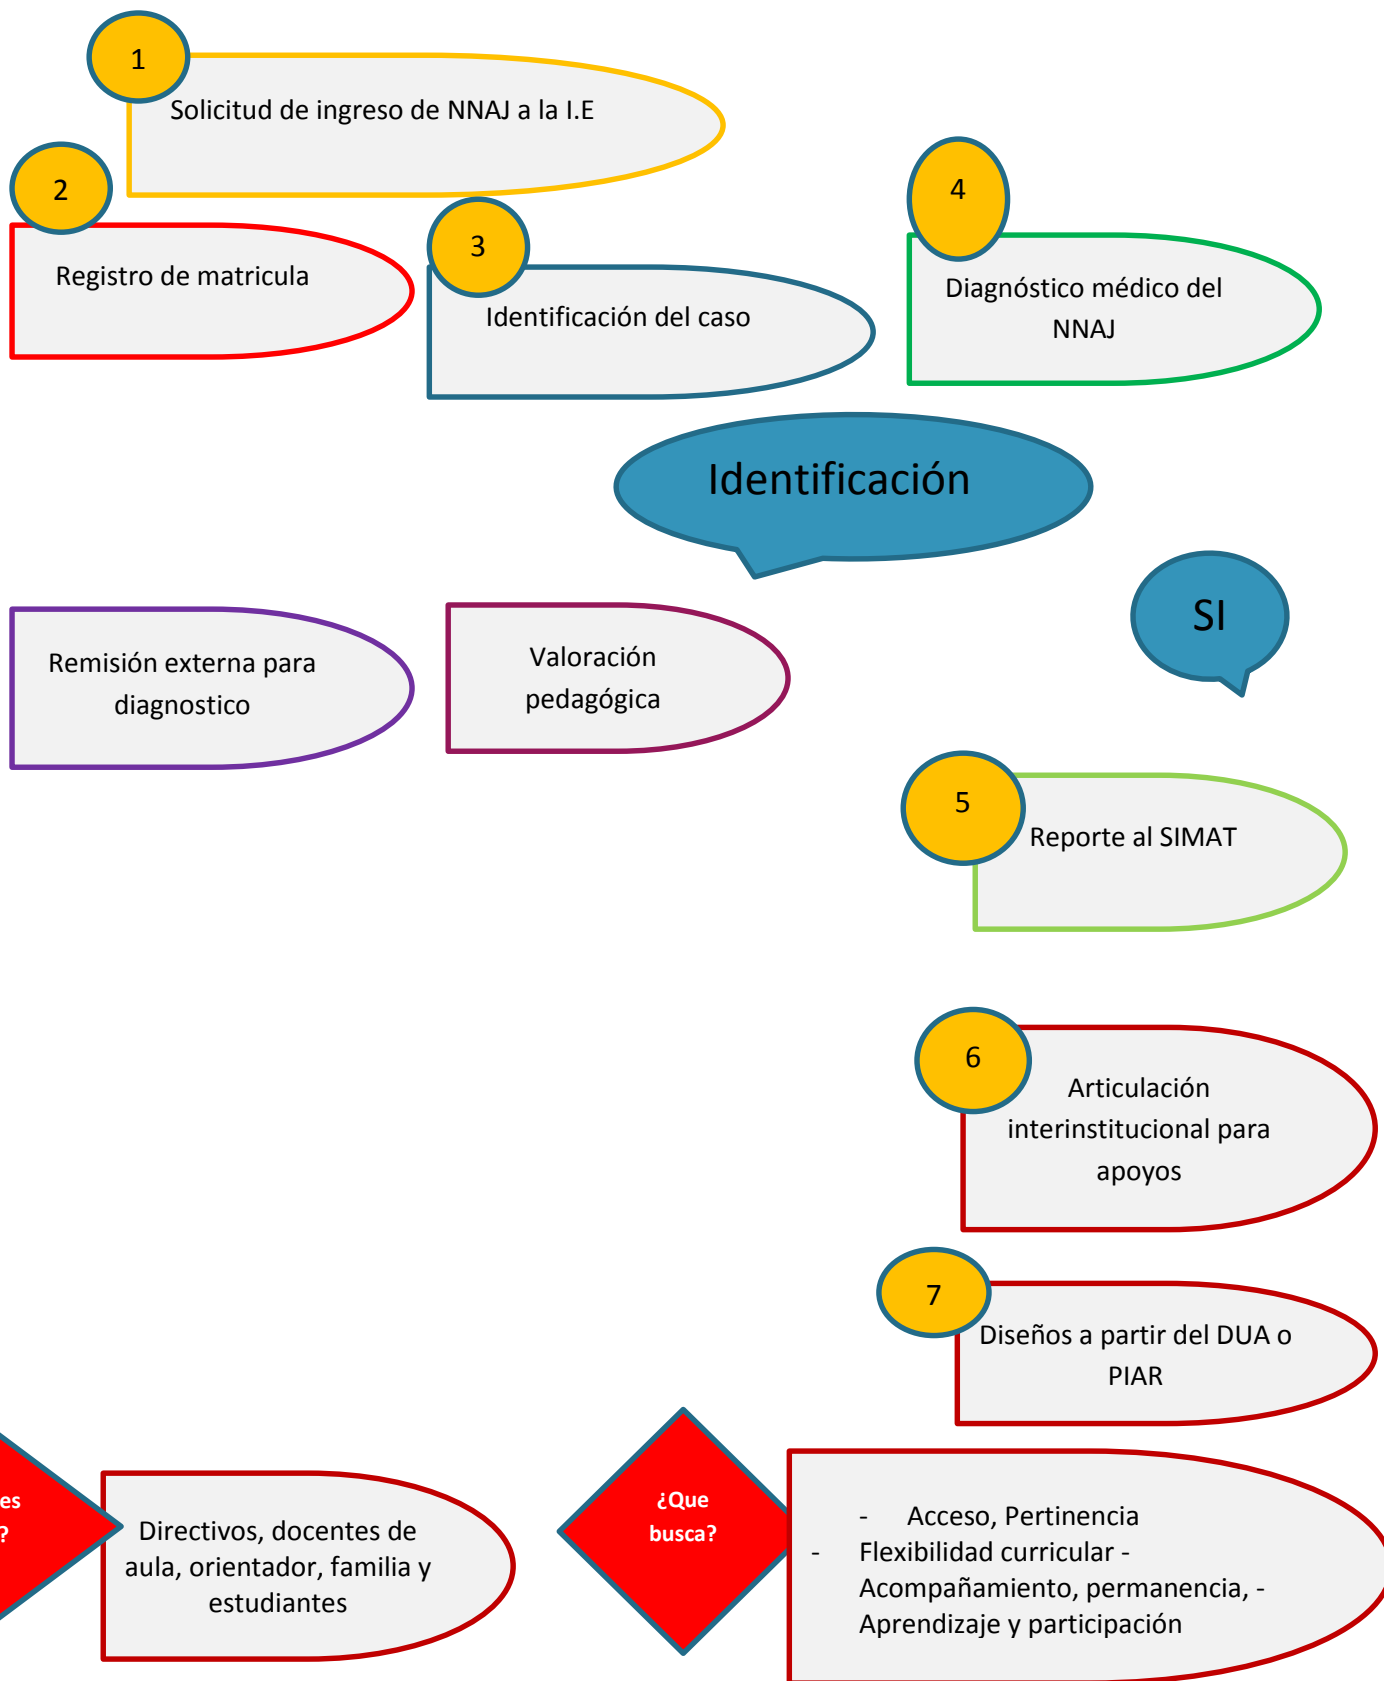 1
Solicitud de ingreso de NNAJ a la I.E
2
Registro de matricula
3
Identificación del caso
4
Diagnóstico médico del
NNAJ
Identificación
SI
Remisión externa para
diagnostico
Valoración
pedagógica
5
Reporte al SIMAT
6
Articulación
interinstitucional para
apoyos
7
Diseños a partir del DUA o
PIAR
es
?
Directivos, docentes de
aula, orientador, familia y
estudiantes
¿Que
busca?
- Acceso, Pertinencia
- Flexibilidad curricular -
Acompañamiento, permanencia, -
Aprendizaje y participación